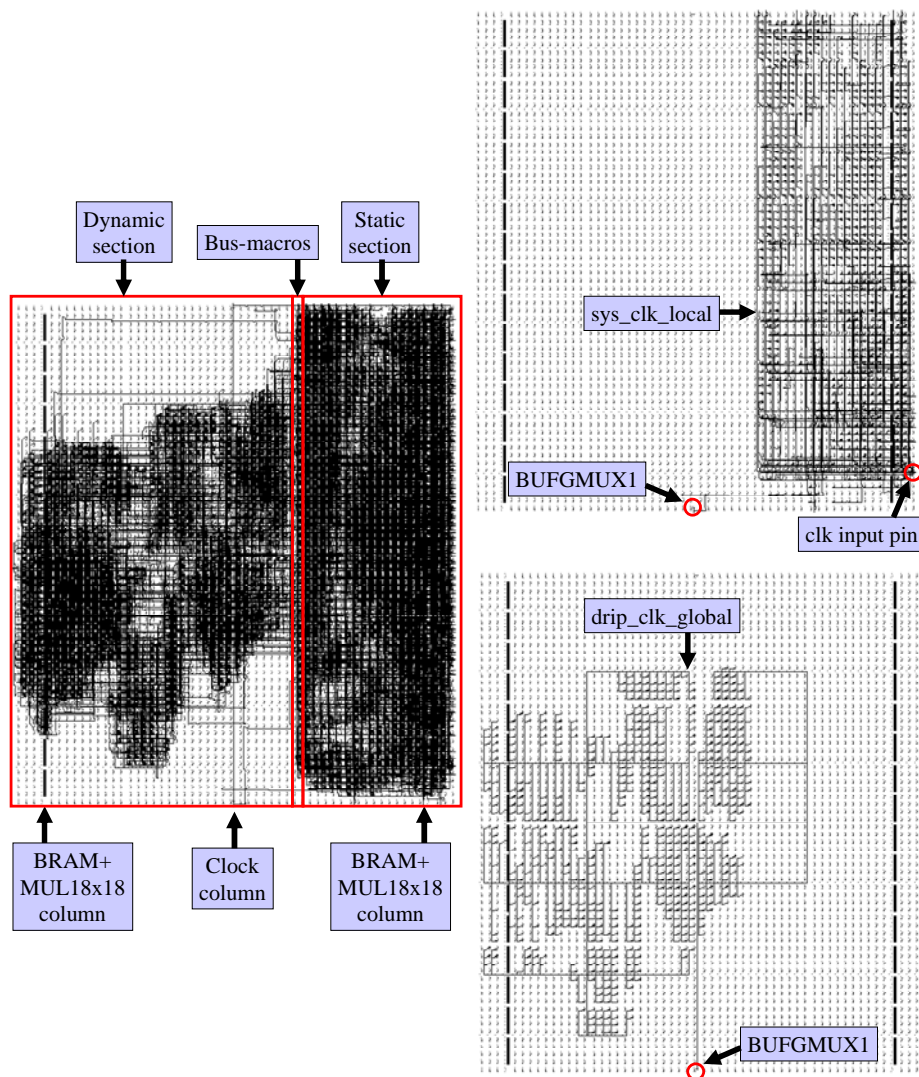 Dynamic
section
Bus-macros
Static
section
BRAM+
MUL18x18
column
Clock
column
BRAM+
MUL18x18
column
sys_clk_local
BUFGMUX1
clk input pin
drip_clk_global
BUFGMUX1